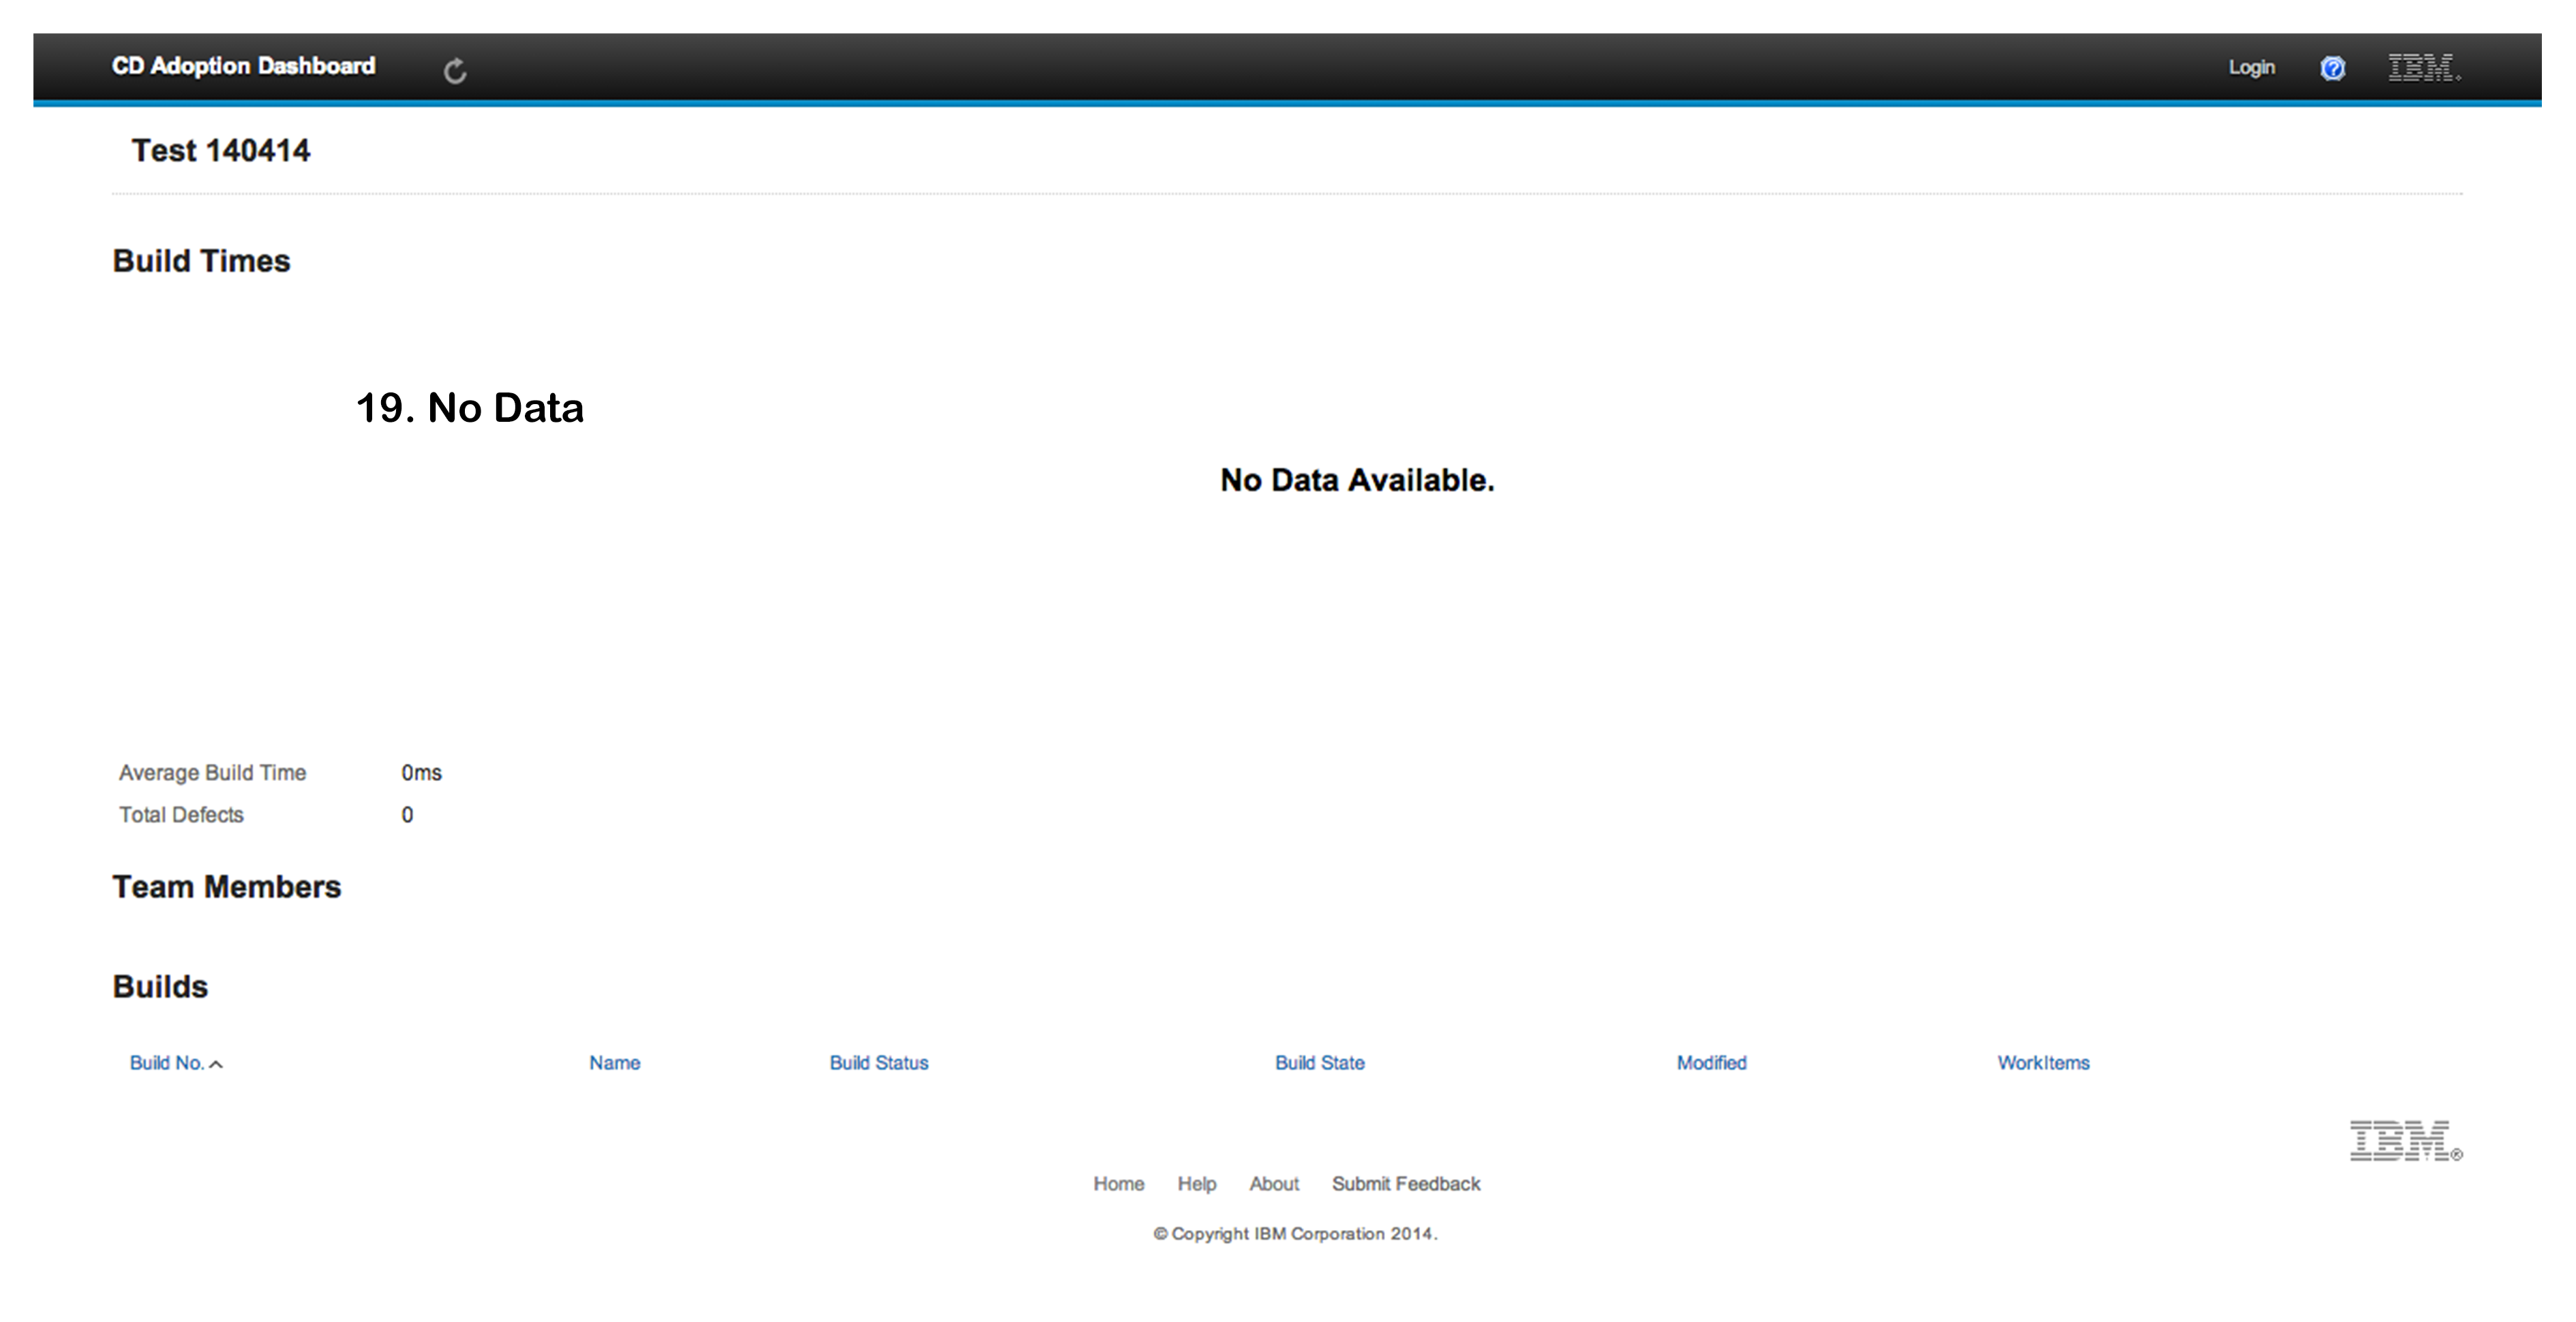 CD Adoption Dashboard Login IBM.
Test 140414
Build Times
19. No Data
No Data Available.
Average Build Time 0ms
Total Defects 0
Team Members
Builds
Build No. Name Build Status Build State Modified WorkItems
IBM®
Home Help About Submit Feedback
© Copyright IBM Corporation 2014.